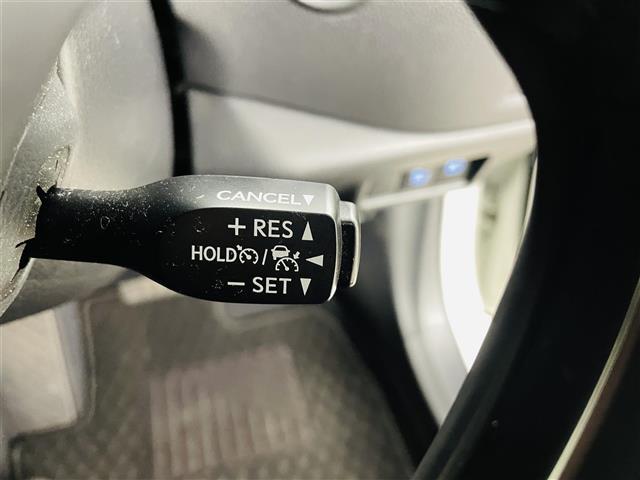 CANCEL▼
+ RES ▲
HOLD / ◀
− SET ▼